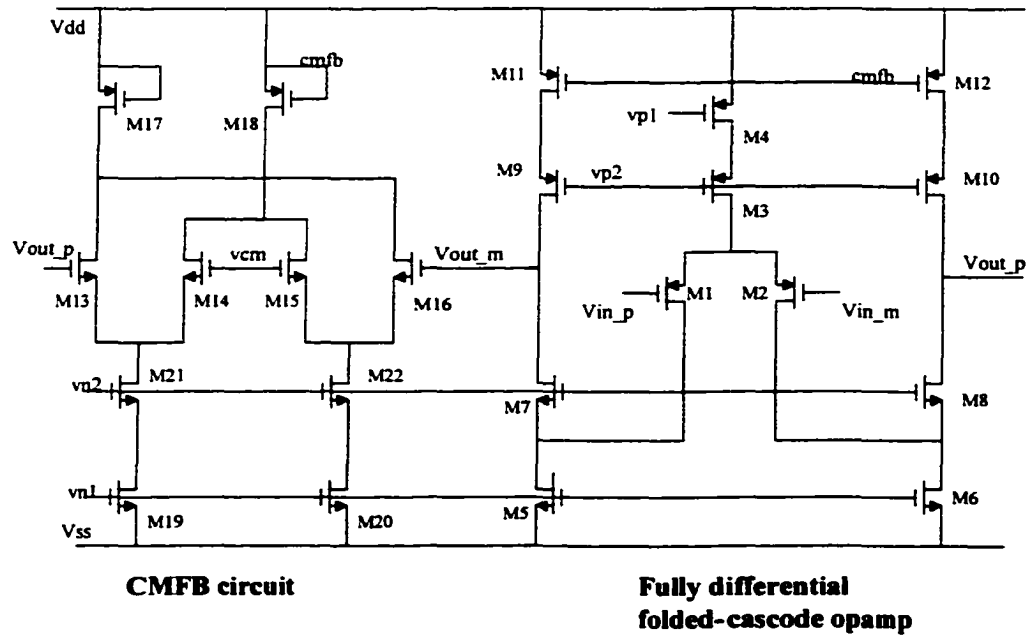 Vdd
cmfb
M17
M18
M11
cmfb
M12
vp1
M4
M9
vp2
M10
M3
Vout_p
vcm
Vout_m
Vout_p
M13
M14
M15
M16
M1
M2
Vin_p
Vin_m
vn2
M21
M22
M7
M8
vn1
M19
M20
M5
M6
Vss
CMFB circuit
Fully differential
folded-cascode opamp